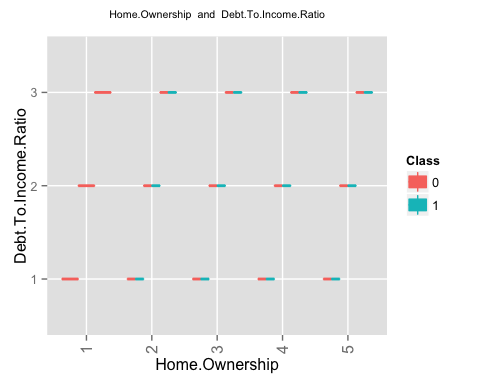 Home.Ownership and Debt.To.Income.Ratio
Debt.To.Income.Ratio
3
2
1
1 2 3 4 5
Home.Ownership
Class
0
1